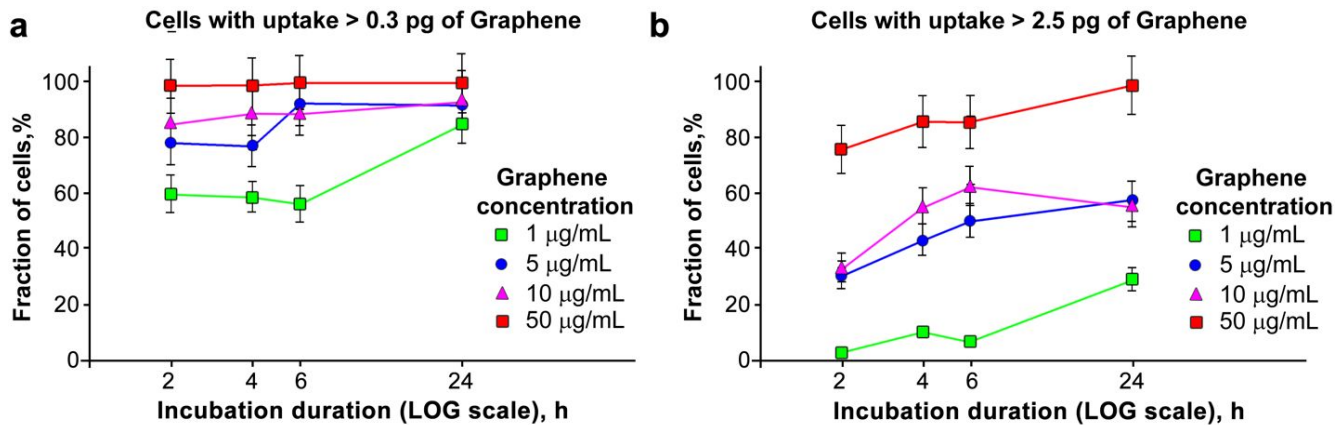 a
Cells with uptake > 0.3 pg of Graphene
Fraction of cells,%
100
80
60
40
20
0
2
4
6
24
Incubation duration (LOG scale), h
Graphene
concentration
1 μg/mL
5 μg/mL
10 μg/mL
50 μg/mL
b
Cells with uptake > 2.5 pg of Graphene
Fraction of cells,%
100
80
60
40
20
0
2
4
6
24
Incubation duration (LOG scale), h
Graphene
concentration
1 μg/mL
5 μg/mL
10 μg/mL
50 μg/mL